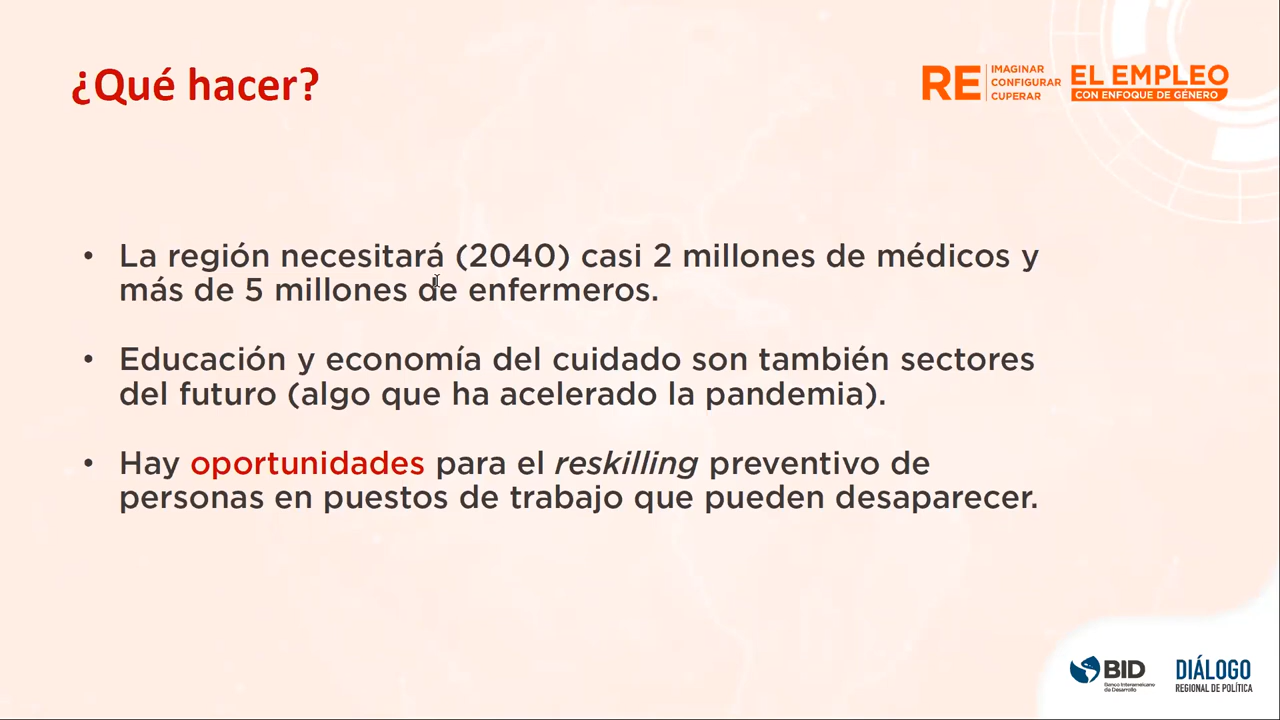 ¿Qué hacer?
RE IMAGINAR
CONFIGURAR
CUPERAR
EL EMPLEO
CON ENFOQUE DE GÉNERO
• La región necesitará (2040) casi 2 millones de médicos y
más de 5 millones de enfermeros.
• Educación y economía del cuidado son también sectores
del futuro (algo que ha acelerado la pandemia).
• Hay oportunidades para el reskilling preventivo de
personas en puestos de trabajo que pueden desaparecer.
BID
Banco Interamericano
de Desarrollo
DIÁLOGO
REGIONAL DE POLÍTICA